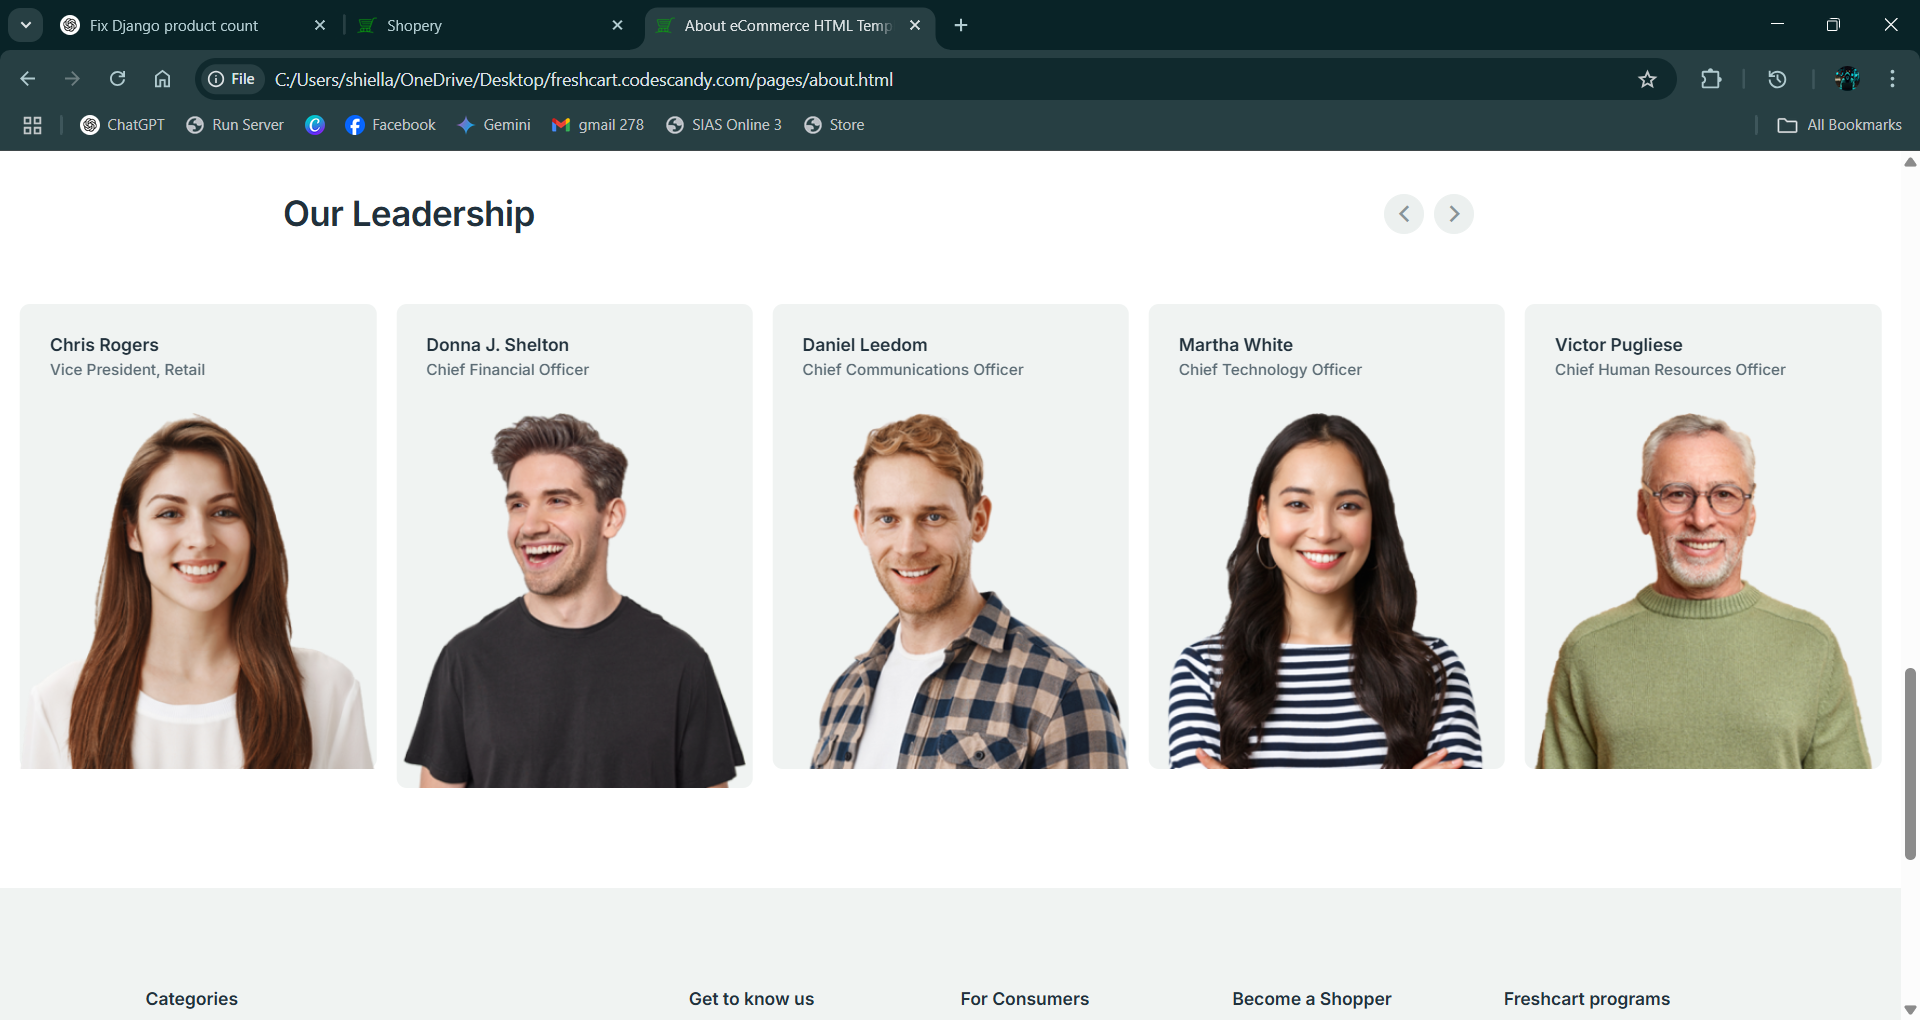 Fix Django product count
Shopery
About eCommerce HTML Temp
File
C:/Users/shiella/OneDrive/Desktop/freshcart.codescandy.com/pages/about.html
ChatGPT
Run Server
Facebook
Gemini
gmail 278
SIAS Online 3
Store
All Bookmarks
Our Leadership
Chris Rogers
Vice President, Retail
Donna J. Shelton
Chief Financial Officer
Daniel Leedom
Chief Communications Officer
Martha White
Chief Technology Officer
Victor Pugliese
Chief Human Resources Officer
Categories
Get to know us
For Consumers
Become a Shopper
Freshcart programs